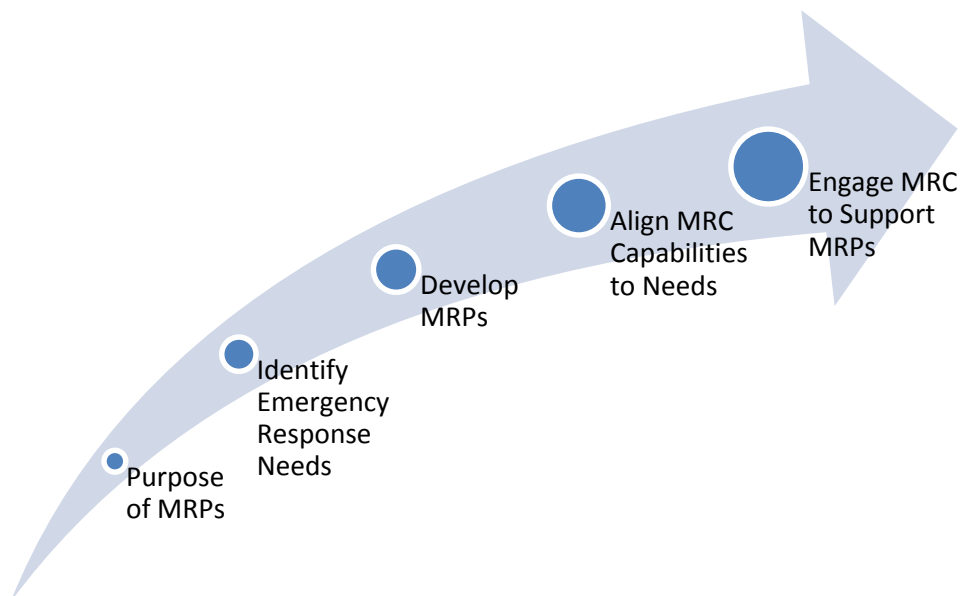 Purpose
of MRPs
Identify
Emergency
Response
Needs
Develop
MRPs
Align MRC
Capabilities
to Needs
Engage MRC
to Support
MRPs